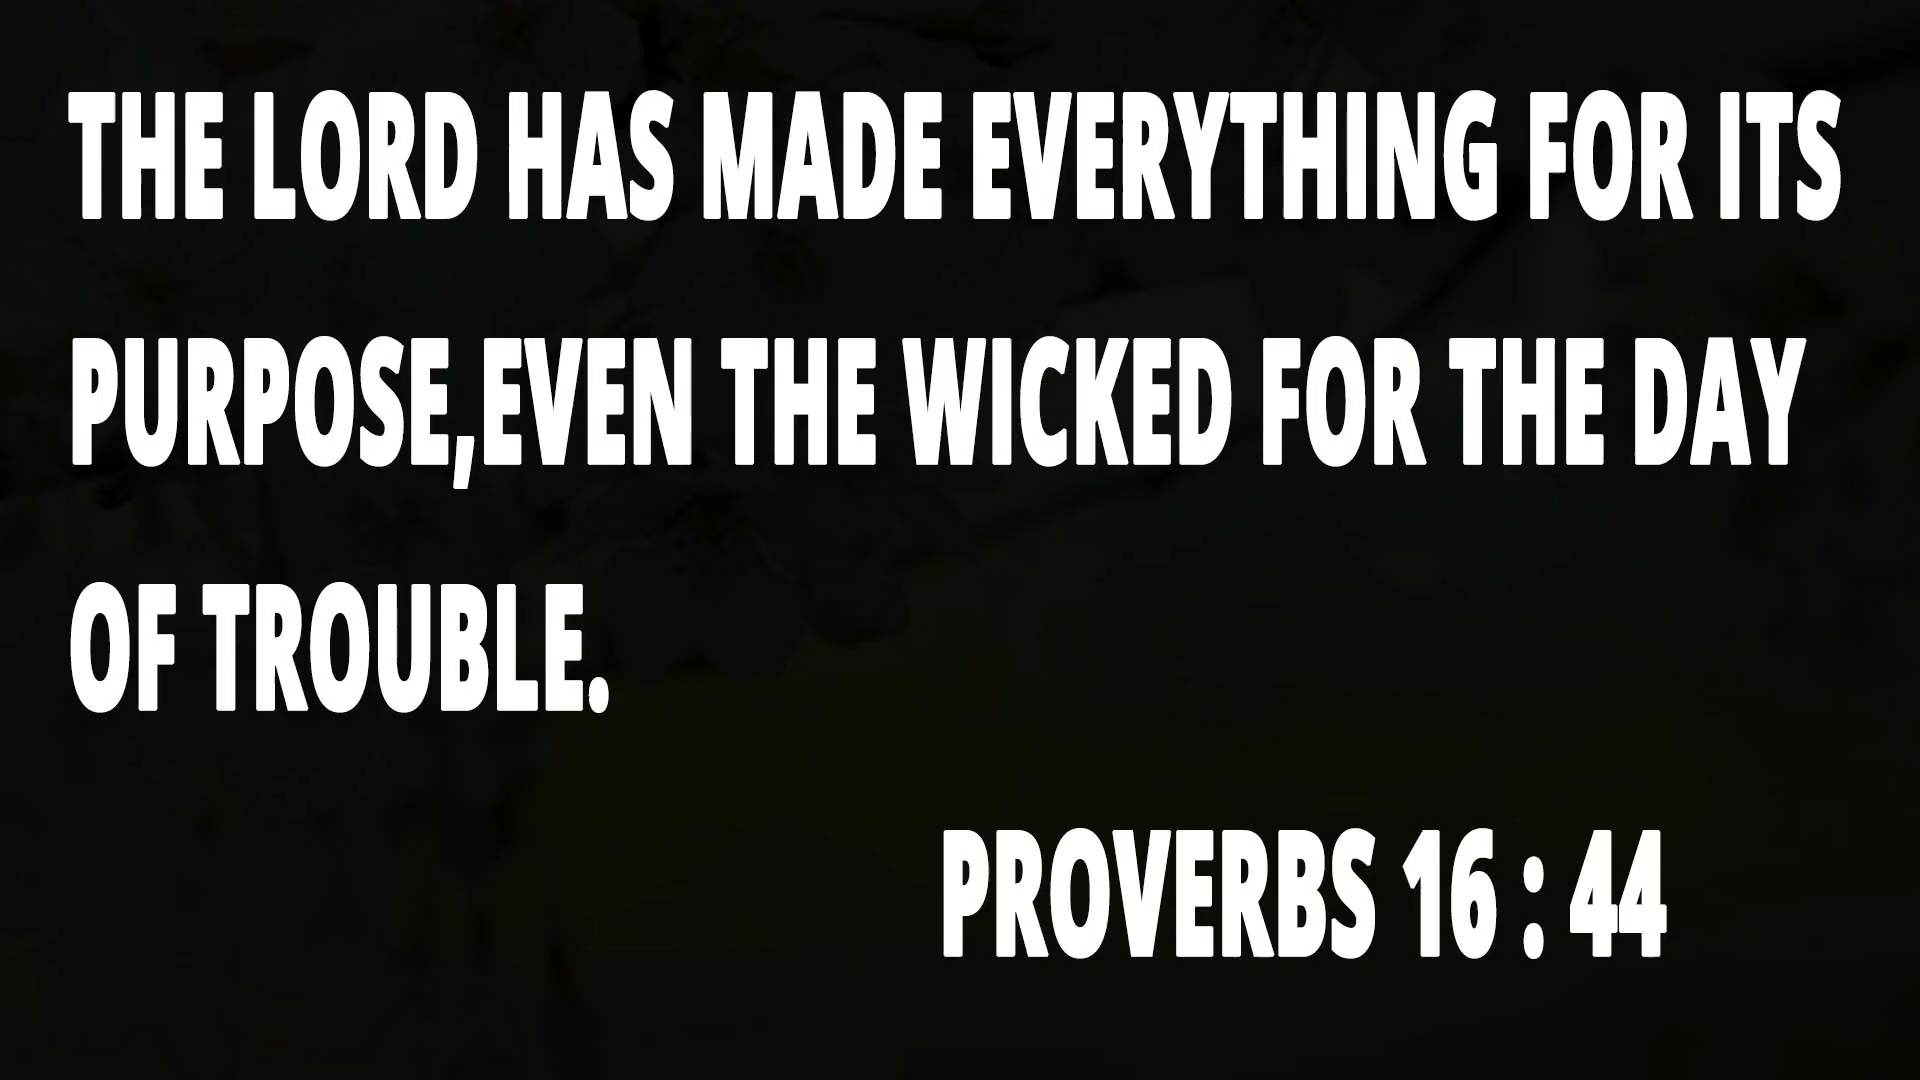 THE LORD HAS MADE EVERYTHING FOR ITS
PURPOSE,EVEN THE WICKED FOR THE DAY
OF TROUBLE.
PROVERBS 16 : 44